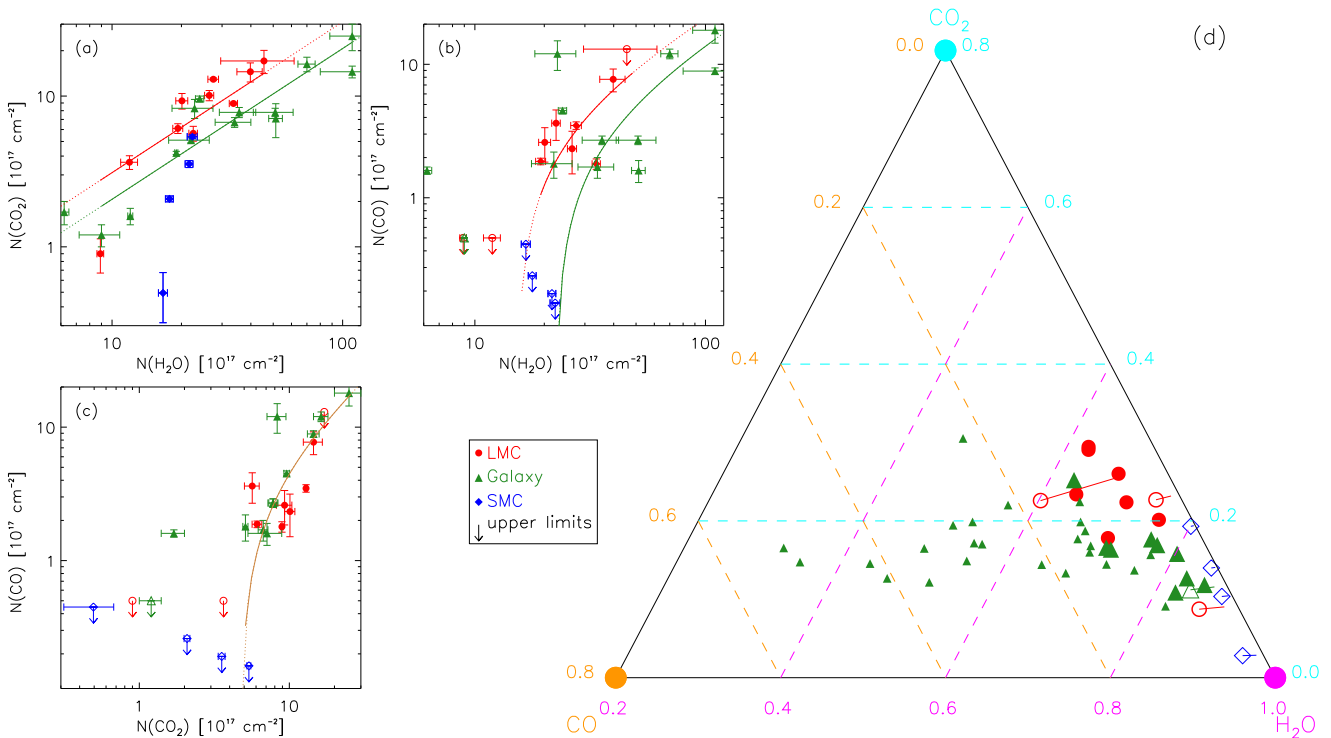 (a)
N(CO₂) [10¹⁷ cm⁻²]
10
1
10
100
N(H₂O) [10¹⁷ cm⁻²]
(b)
N(CO) [10¹⁷ cm⁻²]
10
1
10
100
N(H₂O) [10¹⁷ cm⁻²]
(c)
N(CO) [10¹⁷ cm⁻²]
10
1
1
10
N(CO₂) [10¹⁷ cm⁻²]
LMC
Galaxy
SMC
upper limits
(d)
CO₂
0.0 0.8
0.2 0.6
0.4 0.4
0.6 0.2
0.8 0.0
0.2 0.4 0.6 0.8 1.0
CO H₂O